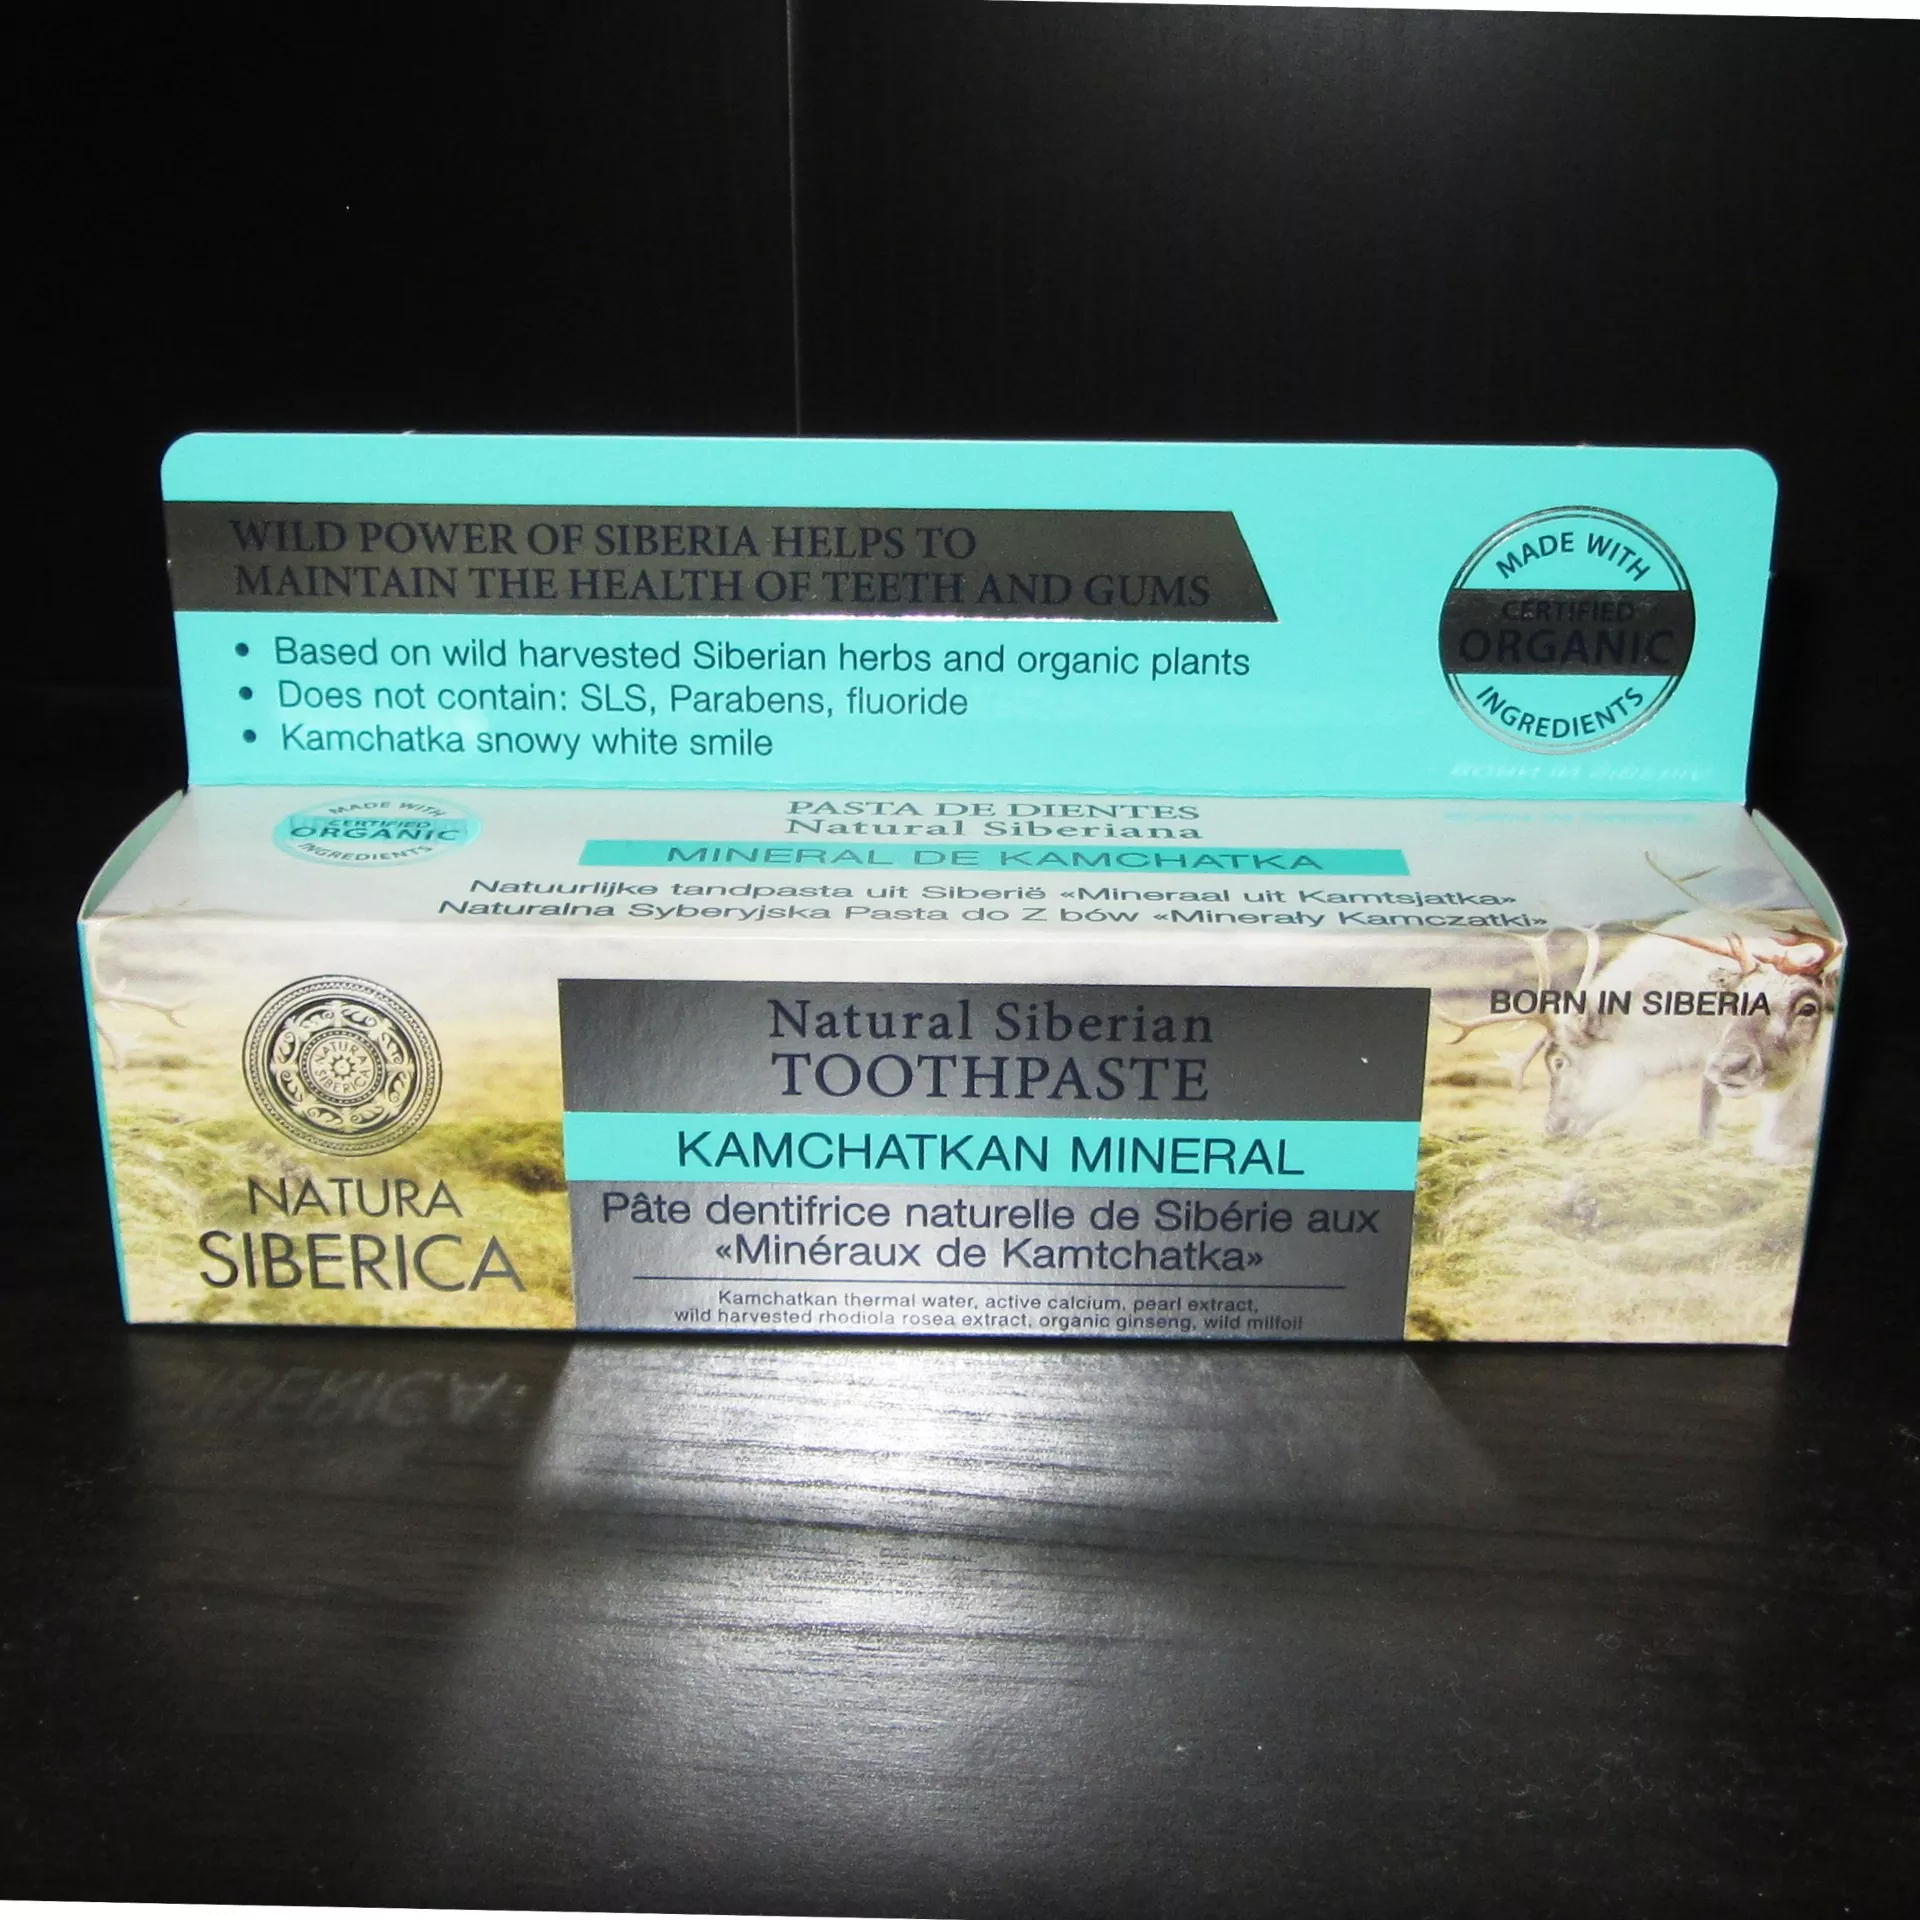 WILD POWER OF SIBERIA HELPS TO
MAINTAIN THE HEALTH OF TEETH AND GUMS
• Based on wild harvested Siberian herbs and organic plants
• Does not contain: SLS, Parabens, fluoride
• Kamchatka snowy white smile
MADE WITH
CERTIFIED
ORGANIC
INGREDIENTS
MADE WITH
CERTIFIED
ORGANIC
INGREDIENTS
PASTA DE DIENTES
Natural Siberiana
MINERAL DE KAMCHATKA
Natuurlijke tandpasta uit Siberië «Mineraal uit Kamtsjatka»
Naturalna Syberyjska Pasta do Z bów «Minerały Kamczatki»
NATURA
SIBERICA
NATURA
SIBERICA
Natural Siberian
TOOTHPASTE
KAMCHATKAN MINERAL
Pâte dentifrice naturelle de Sibérie aux
«Minéraux de Kamtchatka»
Kamchatkan thermal water, active calcium, pearl extract,
wild harvested rhodiola rosea extract, organic ginseng, wild milfoil
BORN IN SIBERIA